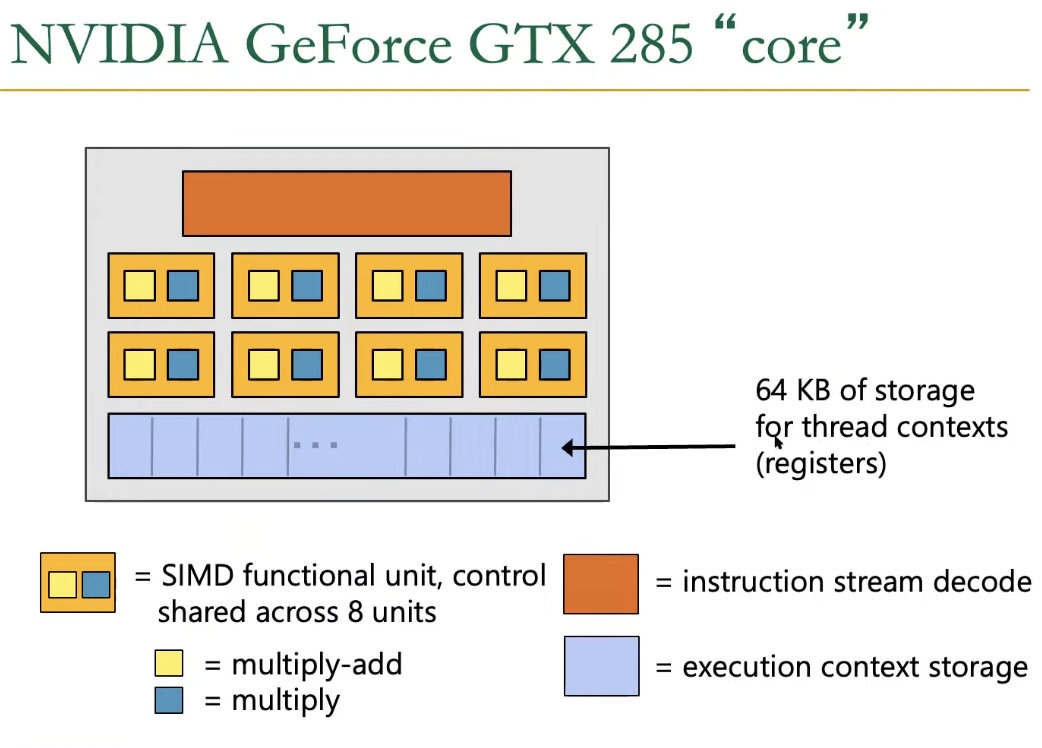 NVIDIA GeForce GTX 285 “core”
64 KB of storage
for thread contexts
(registers)
= SIMD functional unit, control
shared across 8 units
= multiply-add
= multiply
= instruction stream decode
= execution context storage